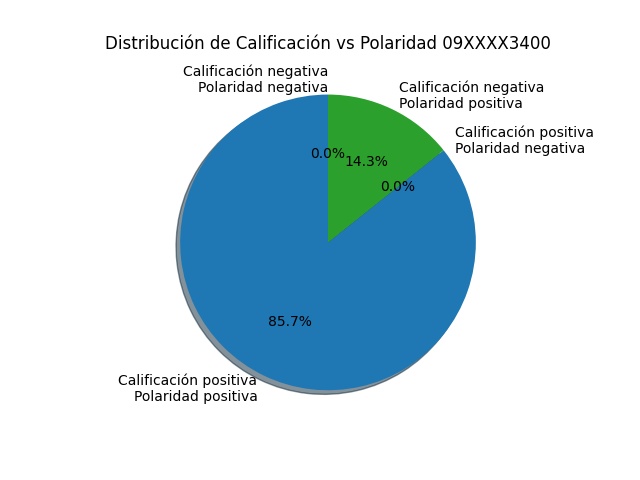 Distribución de Calificación vs Polaridad 09XXXX3400
Calificación negativa
Polaridad negativa
Calificación negativa
Polaridad positiva
Calificación positiva
Polaridad negativa
0.0%
14.3%
0.0%
85.7%
Calificación positiva
Polaridad positiva